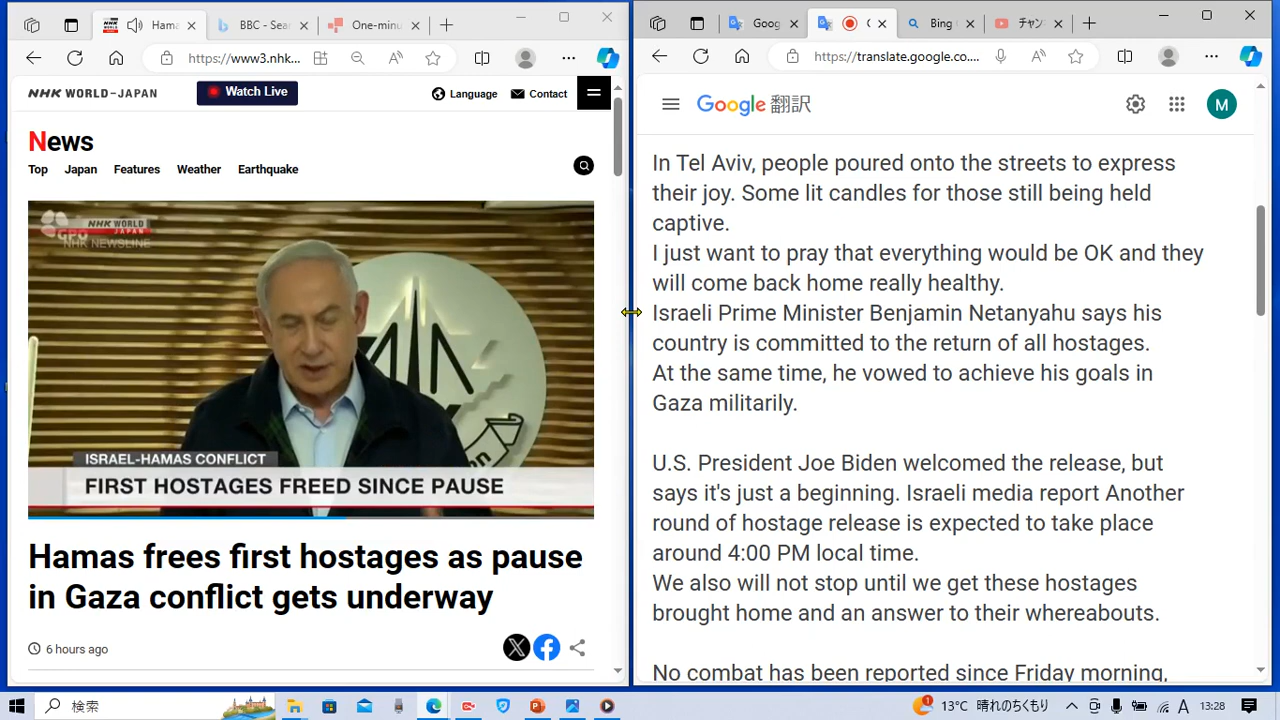 Hama
BBC - Sear
One-minu
https://www3.nhk...
NHK WORLD-JAPAN
Watch Live
Language
Contact
News
Top
Japan
Features
Weather
Earthquake
NHK WORLD
JAPAN
GPO
NHK NEWSLINE
ISRAEL-HAMAS CONFLICT
FIRST HOSTAGES FREED SINCE PAUSE
Hamas frees first hostages as pause
in Gaza conflict gets underway
6 hours ago
Goog
Bing
チャン
https://translate.google.co....
Google 翻訳
M
In Tel Aviv, people poured onto the streets to express
their joy. Some lit candles for those still being held
captive.
I just want to pray that everything would be OK and they
will come back home really healthy.
Israeli Prime Minister Benjamin Netanyahu says his
country is committed to the return of all hostages.
At the same time, he vowed to achieve his goals in
Gaza militarily.
U.S. President Joe Biden welcomed the release, but
says it's just a beginning. Israeli media report Another
round of hostage release is expected to take place
around 4:00 PM local time.
We also will not stop until we get these hostages
brought home and an answer to their whereabouts.
No combat has been reported since Friday morning,
検索
1
13°C 晴れのちくもり
A
13:28